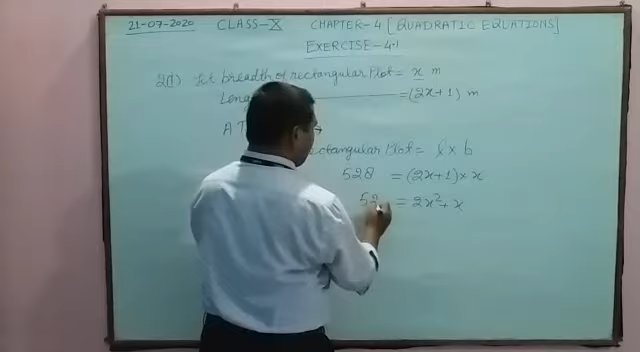 21-07-2020 CLASS-X CHAPTER-4 [QUADRATIC EQUATIONS]
EXERCISE-4.1
2(i) Let breadth of rectangular Plot = x m
= (2x+1) m
A T
Plot = l × b
528 = (2x+1) × x
52 = 2x² + x